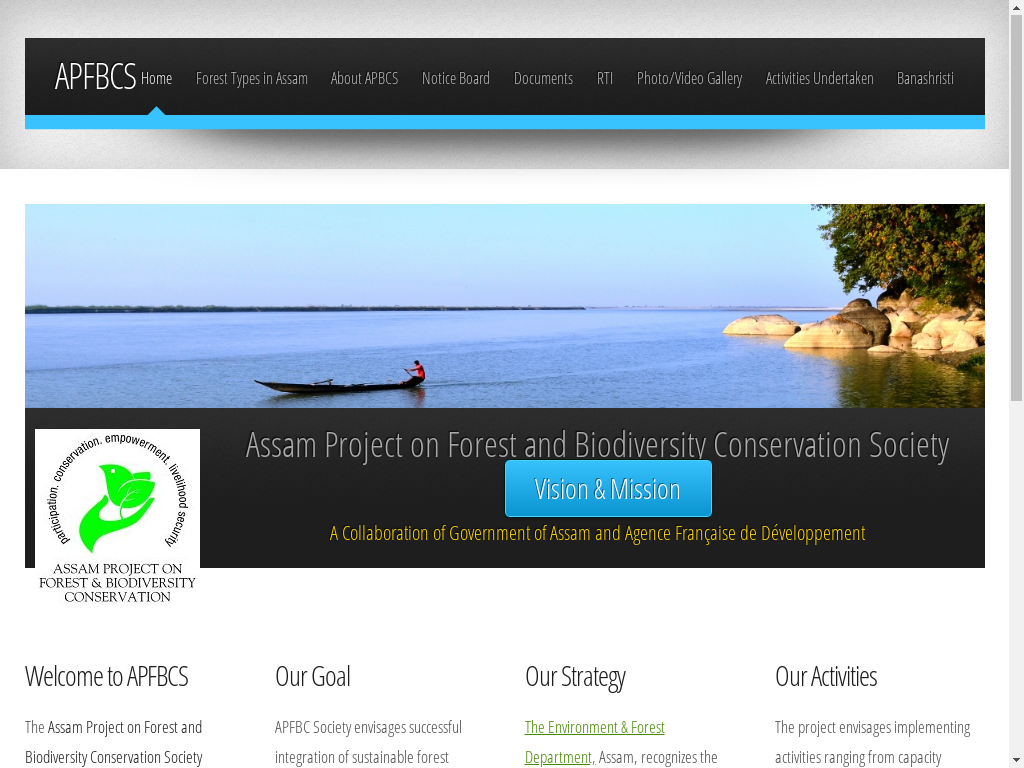 APFBCS Home Forest Types in Assam About APBCS Notice Board Documents RTI Photo/Video Gallery Activities Undertaken Banashristi
participation. conservation. empowerment. livelihood security
ASSAM PROJECT ON
FOREST & BIODIVERSITY
CONSERVATION
Assam Project on Forest and Biodiversity Conservation Society
Vision & Mission
A Collaboration of Government of Assam and Agence Française de Développement
Welcome to APFBCS
The Assam Project on Forest and
Biodiversity Conservation Society
Our Goal
APFBC Society envisages successful
integration of sustainable forest
Our Strategy
The Environment & Forest
Department, Assam, recognizes the
Our Activities
The project envisages implementing
activities ranging from capacity